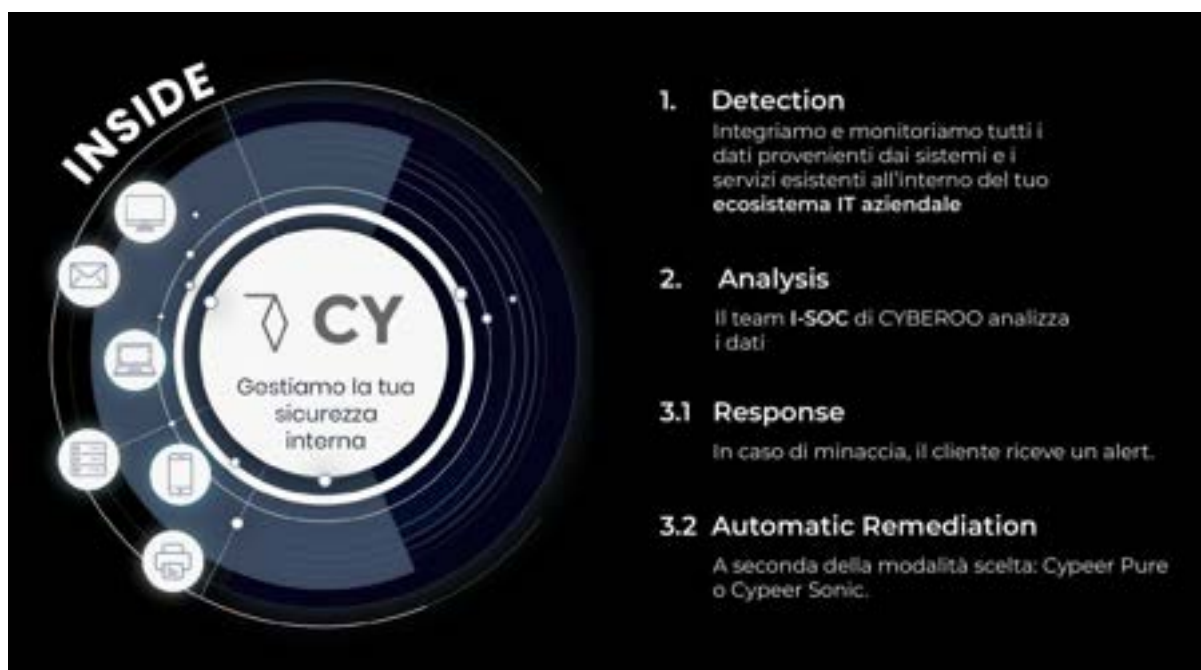 INSIDE
CY
Gestiamo la tua
sicurezza
interna
1. Detection
Integriamo e monitoriamo tutti i
dati provenienti dai sistemi e i
servizi esistenti all'interno del tuo
ecosistema IT aziendale
2. Analysis
Il team I-SOC di CYBEROO analizza
i dati
3.1 Response
In caso di minaccia, il cliente riceve un alert.
3.2 Automatic Remediation
A seconda della modalità scelta: Cypeer Pure
o Cypeer Sonic.